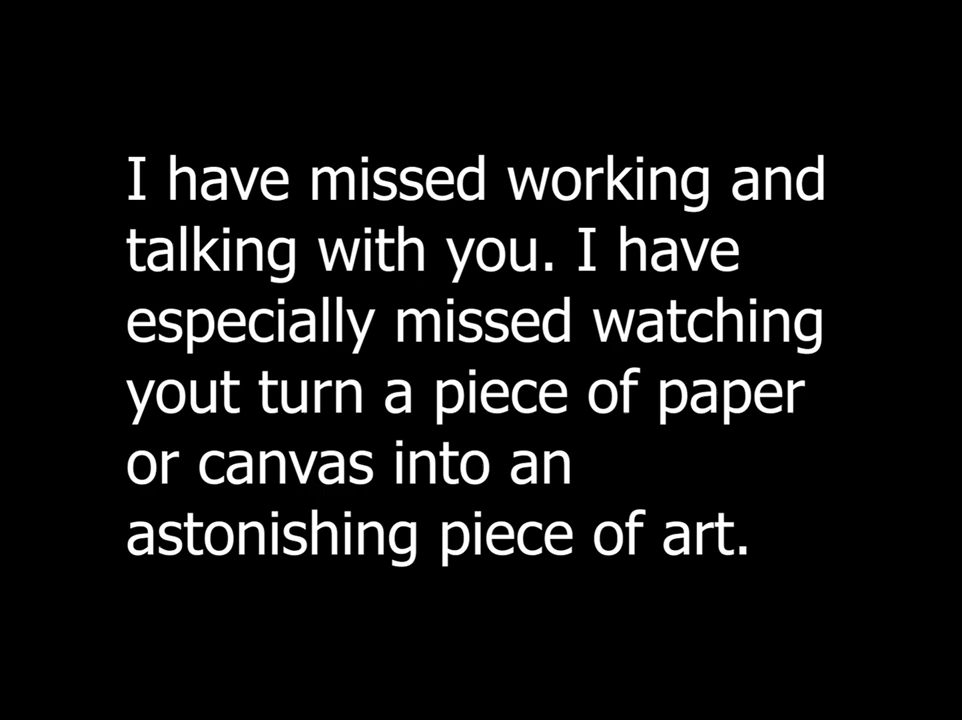 I have missed working and
talking with you. I have
especially missed watching
yout turn a piece of paper
or canvas into an
astonishing piece of art.